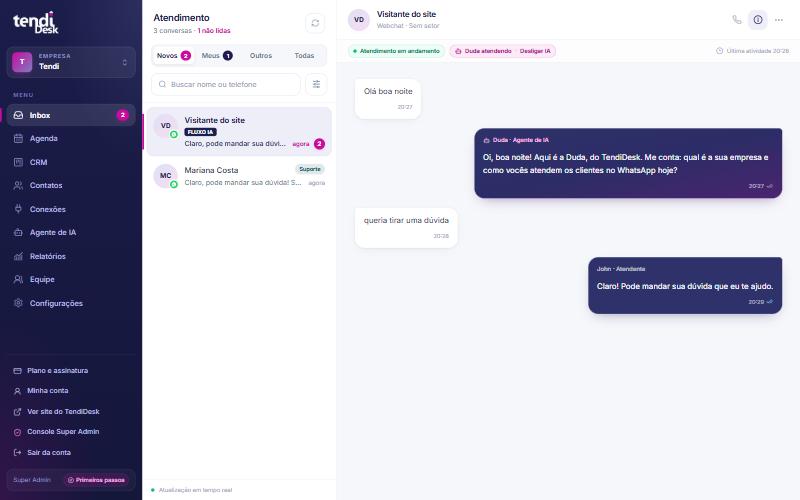 tendi
Desk
EMPRESA
T
Tendi
MENU
Inbox
2
Agenda
CRM
Contatos
Conexões
Agente de IA
Relatórios
Equipe
Configurações
Plano e assinatura
Minha conta
Ver site do TendiDesk
Console Super Admin
Sair da conta
Super Admin
Primeiros passos
Atendimento
3 conversas · 1 não lidas
Novos 2 Meus 1 Outros Todas
Buscar nome ou telefone
VD
Visitante do site
FLUXO IA
Claro, pode mandar sua dúvi... agora 2
MC
Mariana Costa Suporte
Claro, pode mandar sua dúvida! S... agora
Atualização em tempo real
VD
Visitante do site
Webchat · Sem setor
Atendimento em andamento
Duda atendendo · Desligar IA
Última atividade 20:28
Olá boa noite
20:27
Duda · Agente de IA
Oi, boa noite! Aqui é a Duda, do TendiDesk. Me conta: qual é a sua empresa e
como vocês atendem os clientes no WhatsApp hoje?
20:27
queria tirar uma dúvida
20:28
John · Atendente
Claro! Pode mandar sua dúvida que eu te ajudo.
20:29